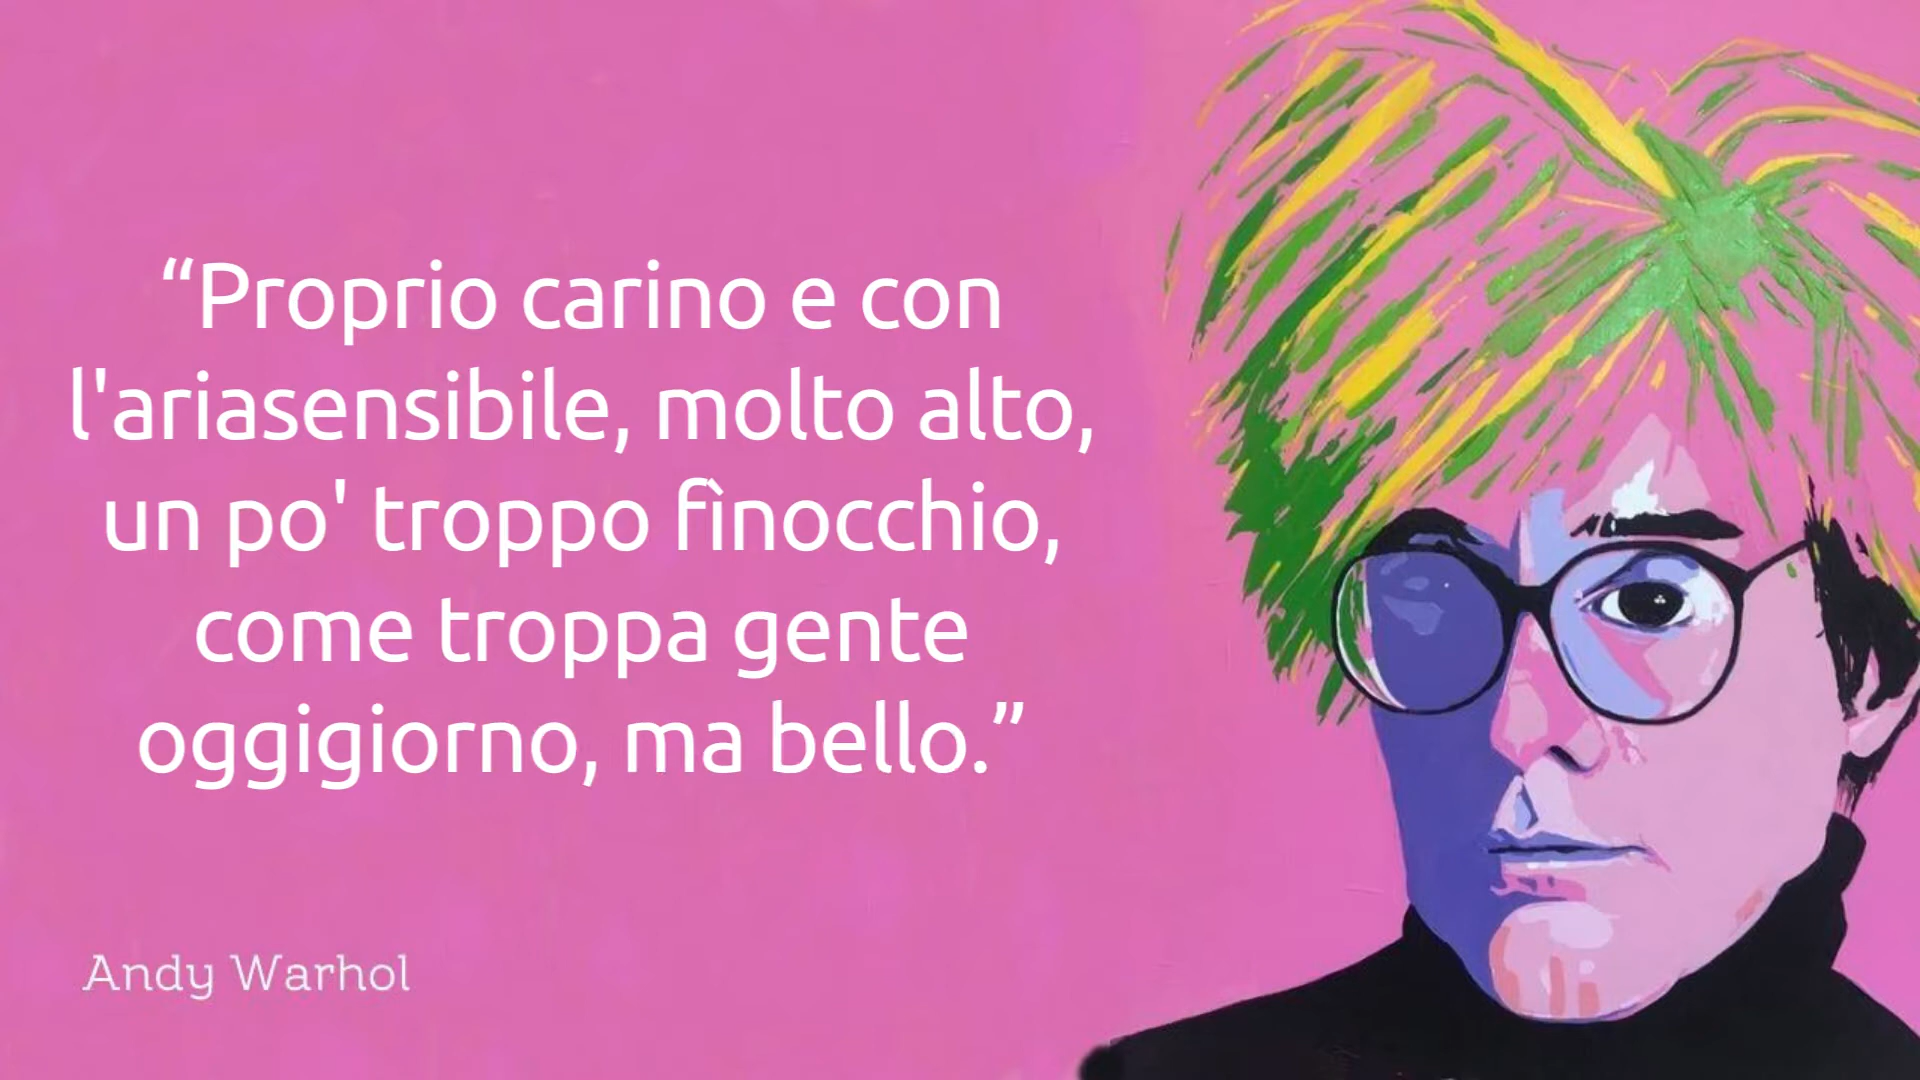 “Proprio carino e con
l'ariasensibile, molto alto,
un po' troppo fìnocchio,
come troppa gente
oggigiorno, ma bello.”
Andy Warhol